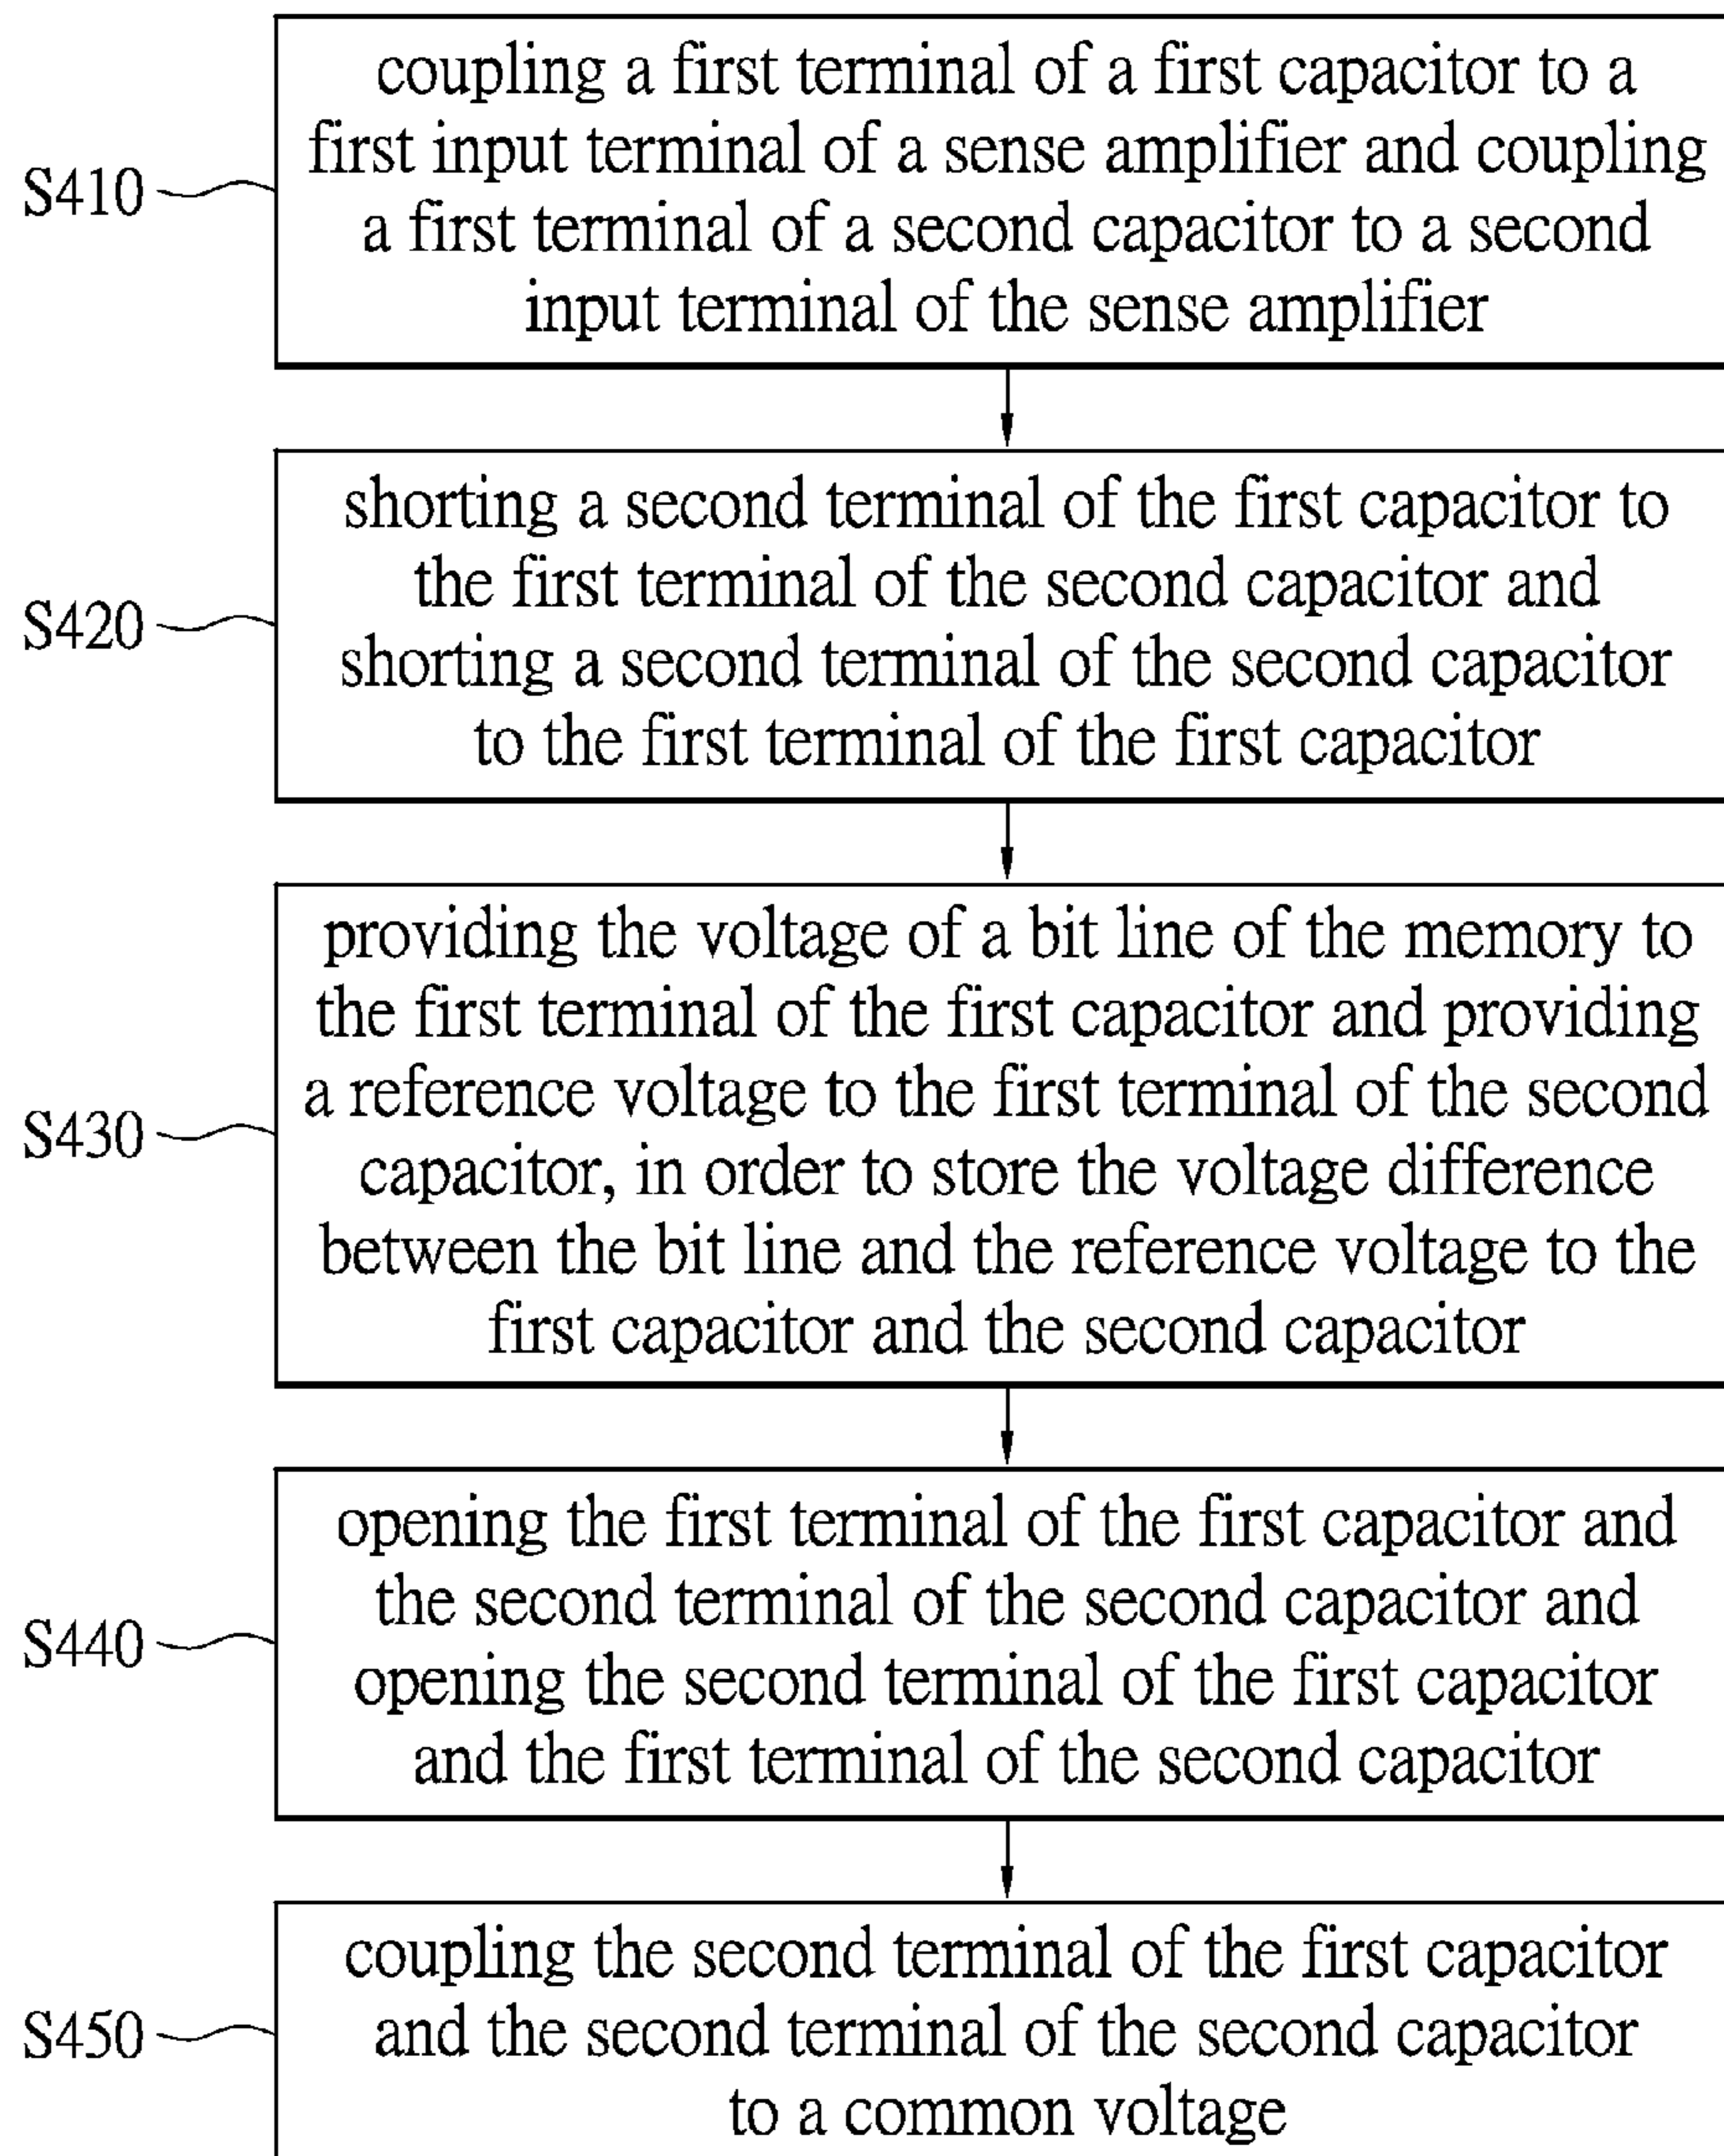 coupling a first terminal of a first capacitor to a
first input terminal of a sense amplifier and coupling
S410
a first terminal of a second capacitor to a second
input terminal of the sense amplifier
shorting a second terminal of the first capacitor to
the first terminal of the second capacitor and
S420
shorting a second terminal of the second capacitor
to the first terminal of the first capacitor
providing the voltage of a bit line of the memory to
the first terminal of the first capacitor and providing
a reference voltage to the first terminal of the second
S430
capacitor, in order to store the voltage difference
between the bit line and the reference voltage to the
first capacitor and the second capacitor
opening the first terminal of the first capacitor and
the second terminal of the second capacitor and
S440
opening the second terminal of the first capacitor
and the first terminal of the second capacitor
coupling the second terminal of the first capacitor
S450
and the second terminal of the second capacitor
to a common voltage